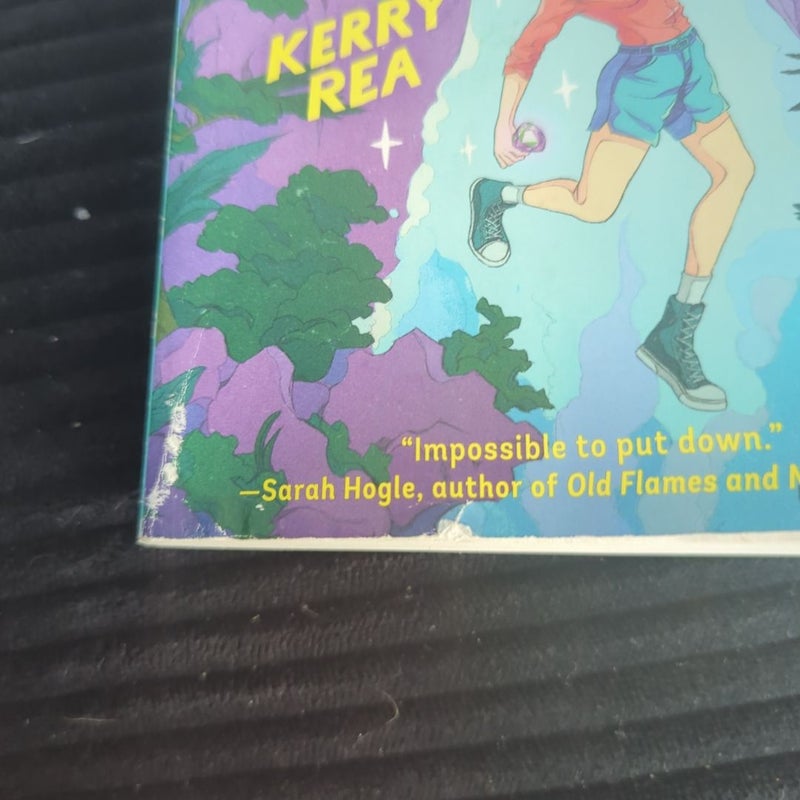 KERRY
REA
“Impossible to put down.”
—Sarah Hogle, author of Old Flames and